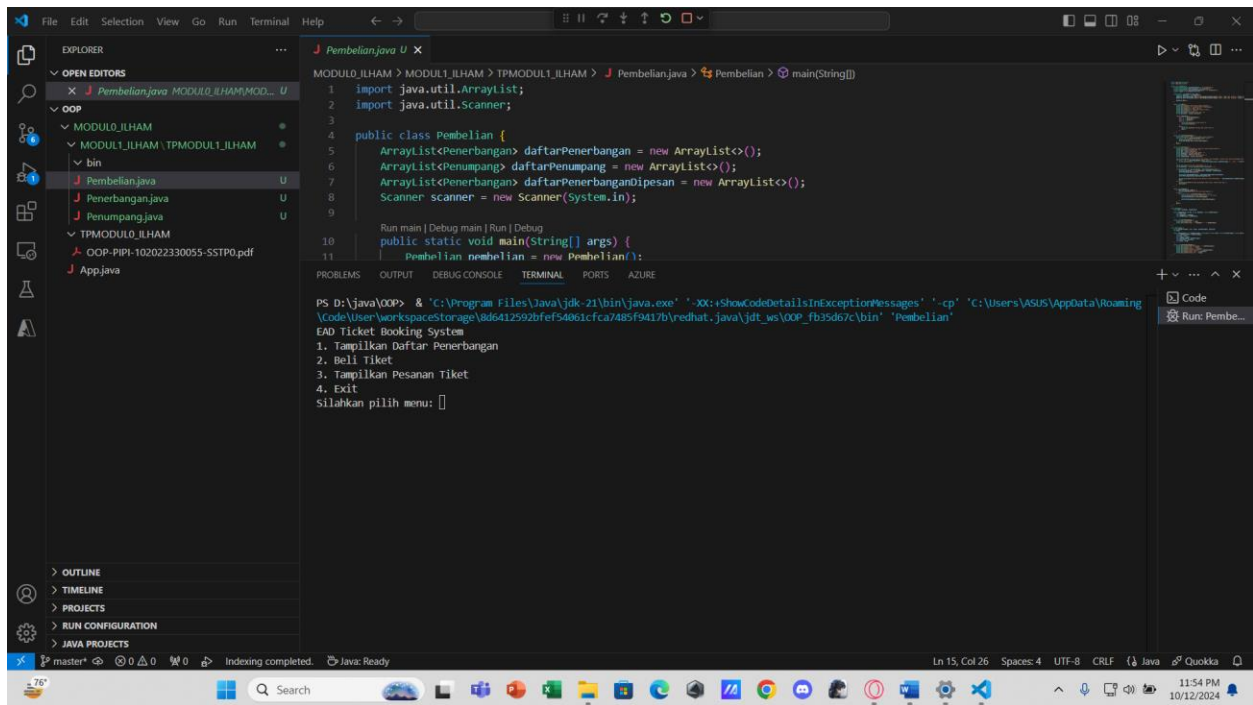 File Edit Selection View Go Run Terminal Help
EXPLORER
OPEN EDITORS
Pembelian.java MODUL0_ILHAM\MOD... U
OOP
MODUL0_ILHAM
MODUL1_ILHAM \ TPMODUL1_ILHAM
bin
Pembelian.java U
Penerbangan.java U
Penumpang.java U
TPMODUL0_ILHAM
OOP-PIPI-102022330055-SSTP0.pdf
App.java
OUTLINE
TIMELINE
PROJECTS
RUN CONFIGURATION
JAVA PROJECTS
Pembelian.java U
MODUL0_ILHAM > MODUL1_ILHAM > TPMODUL1_ILHAM > Pembelian.java > Pembelian > main(String[])
1 import java.util.ArrayList;
2 import java.util.Scanner;
3
4 public class Pembelian {
5 ArrayList<Penerbangan> daftarPenerbangan = new ArrayList<>();
6 ArrayList<Penumpang> daftarPenumpang = new ArrayList<>();
7 ArrayList<Penerbangan> daftarPenerbanganDipesan = new ArrayList<>();
8 Scanner scanner = new Scanner(System.in);
9
Run main | Debug main | Run | Debug
10 public static void main(String[] args) {
11 Pembelian pembelian = new Pembelian();
PROBLEMS OUTPUT DEBUG CONSOLE TERMINAL PORTS AZURE
PS D:\java\OOP> & 'C:\Program Files\Java\jdk-21\bin\java.exe' '-XX:+ShowCodeDetailsInExceptionMessages' '-cp' 'C:\Users\ASUS\AppData\Roaming
\Code\User\workspaceStorage\8d6412592bfef54061cfca7485f9417b\redhat.java\jdt_ws\OOP_fb35d67c\bin' 'Pembelian'
EAD Ticket Booking System
1. Tampilkan Daftar Penerbangan
2. Beli Tiket
3. Tampilkan Pesanan Tiket
4. Exit
Silahkan pilih menu:
Code
Run: Pembe...
master* 0 0 0 Indexing completed. Java: Ready Ln 15, Col 26 Spaces: 4 UTF-8 CRLF Java Quokka
76° Search 11:54 PM
10/12/2024